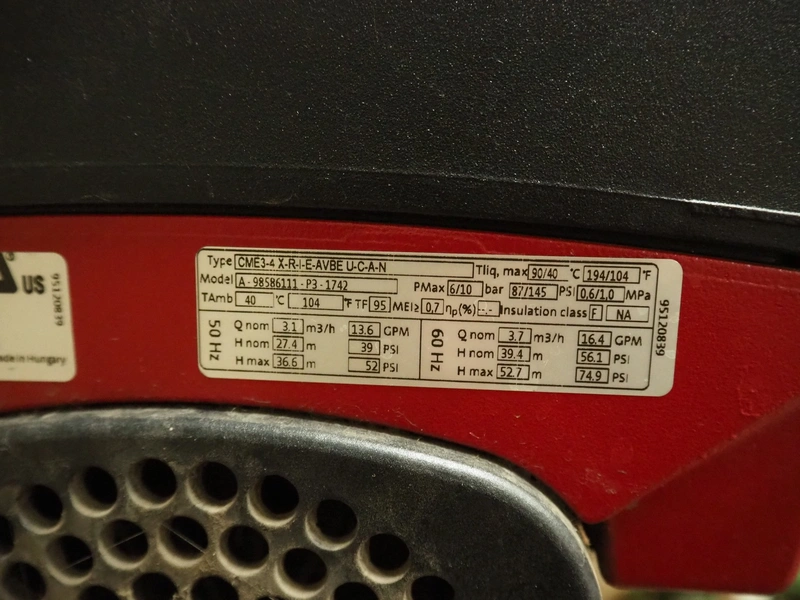 US
95120839
Made in Hungary
Type CME3-4 X-R-I-E-AVBE U-C-A-N Tliq, max 90/40 °C 194/104 °F
Model A - 98586111 - P3 - 1742 PMax 6/10 bar 87/145 PSI 0,6/1,0 MPa
TAmb 40 °C 104 °F TF 95 MEI≥ 0,7 ηp(%) -.- Insulation class F NA
50 Hz
Q nom 3.1 m3/h 13.6 GPM
H nom 27.4 m 39 PSI
H max 36.6 m 52 PSI
60 Hz
Q nom 3.7 m3/h 16.4 GPM
H nom 39.4 m 56.1 PSI
H max 52.7 m 74.9 PSI
95120839